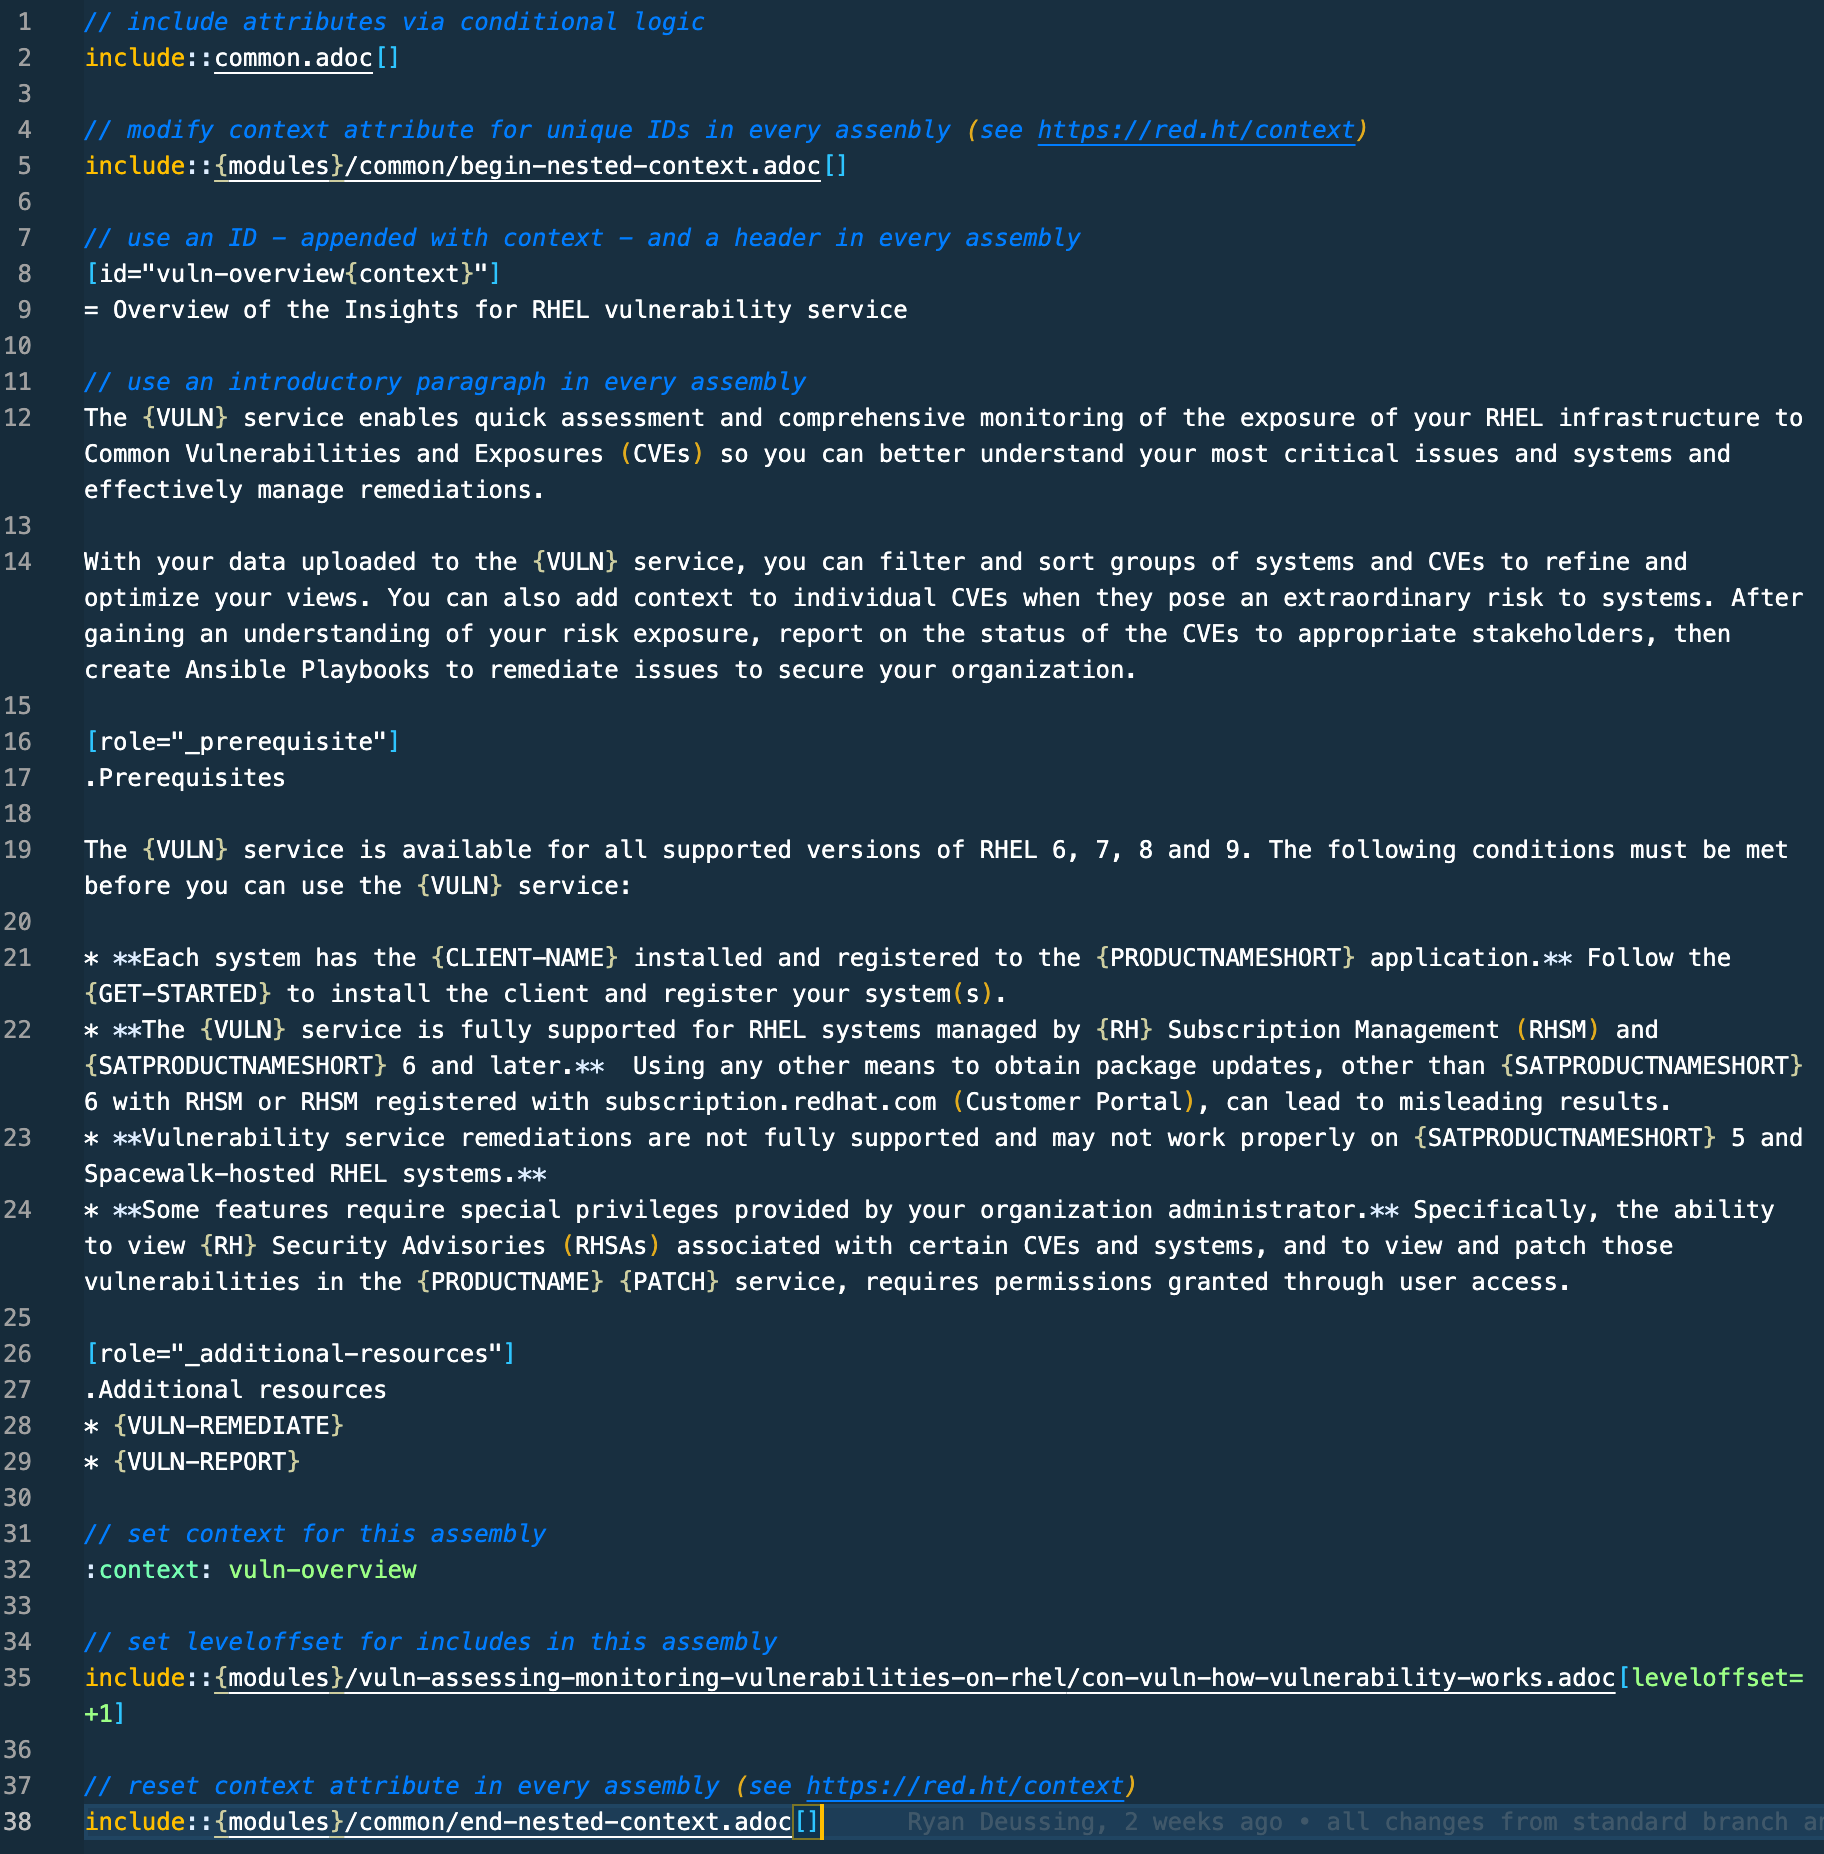 1 // include attributes via conditional logic
2 include::common.adoc[]
3
4 // modify context attribute for unique IDs in every assenbly (see https://red.ht/context)
5 include::{modules}/common/begin-nested-context.adoc[]
6
7 // use an ID - appended with context - and a header in every assembly
8 [id="vuln-overview{context}"]
9 = Overview of the Insights for RHEL vulnerability service
10
11 // use an introductory paragraph in every assembly
12 The {VULN} service enables quick assessment and comprehensive monitoring of the exposure of your RHEL infrastructure to
Common Vulnerabilities and Exposures (CVEs) so you can better understand your most critical issues and systems and
effectively manage remediations.
13
14 With your data uploaded to the {VULN} service, you can filter and sort groups of systems and CVEs to refine and
optimize your views. You can also add context to individual CVEs when they pose an extraordinary risk to systems. After
gaining an understanding of your risk exposure, report on the status of the CVEs to appropriate stakeholders, then
create Ansible Playbooks to remediate issues to secure your organization.
15
16 [role="_prerequisite"]
17 .Prerequisites
18
19 The {VULN} service is available for all supported versions of RHEL 6, 7, 8 and 9. The following conditions must be met
before you can use the {VULN} service:
20
21 * **Each system has the {CLIENT-NAME} installed and registered to the {PRODUCTNAMESHORT} application.** Follow the
{GET-STARTED} to install the client and register your system(s).
22 * **The {VULN} service is fully supported for RHEL systems managed by {RH} Subscription Management (RHSM) and
{SATPRODUCTNAMESHORT} 6 and later.**  Using any other means to obtain package updates, other than {SATPRODUCTNAMESHORT}
6 with RHSM or RHSM registered with subscription.redhat.com (Customer Portal), can lead to misleading results.
23 * **Vulnerability service remediations are not fully supported and may not work properly on {SATPRODUCTNAMESHORT} 5 and
Spacewalk-hosted RHEL systems.**
24 * **Some features require special privileges provided by your organization administrator.** Specifically, the ability
to view {RH} Security Advisories (RHSAs) associated with certain CVEs and systems, and to view and patch those
vulnerabilities in the {PRODUCTNAME} {PATCH} service, requires permissions granted through user access.
25
26 [role="_additional-resources"]
27 .Additional resources
28 * {VULN-REMEDIATE}
29 * {VULN-REPORT}
30
31 // set context for this assembly
32 :context: vuln-overview
33
34 // set leveloffset for includes in this assembly
35 include::{modules}/vuln-assessing-monitoring-vulnerabilities-on-rhel/con-vuln-how-vulnerability-works.adoc[leveloffset=
+1]
36
37 // reset context attribute in every assembly (see https://red.ht/context)
38 include::{modules}/common/end-nested-context.adoc[] Ryan Deussing, 2 weeks ago • all changes from standard branch